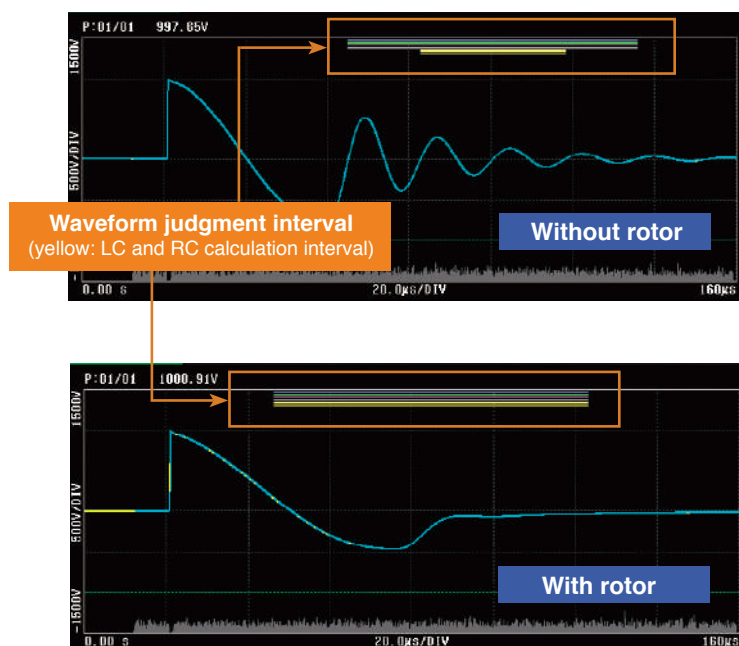 P:01/01 997.85V
1500V
500V/DIV
Waveform judgment interval
(yellow: LC and RC calculation interval)
Without rotor
0.00 s 20.0µs/DIV 160µs
P:01/01 1000.91V
1500V
500V/DIV
-1500V
With rotor
0.00 s 20.0µs/DIV 160µs